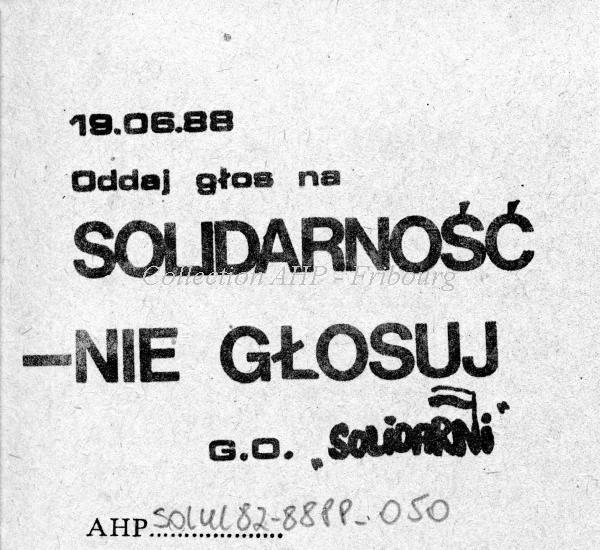 19.06.88
Oddaj głos na
SOLIDARNOŚĆ
Collection AHP - Fribourg
—NIE GŁOSUJ
G.O. „SOLiDARNi"
AHP SOLUL82-88PP_050